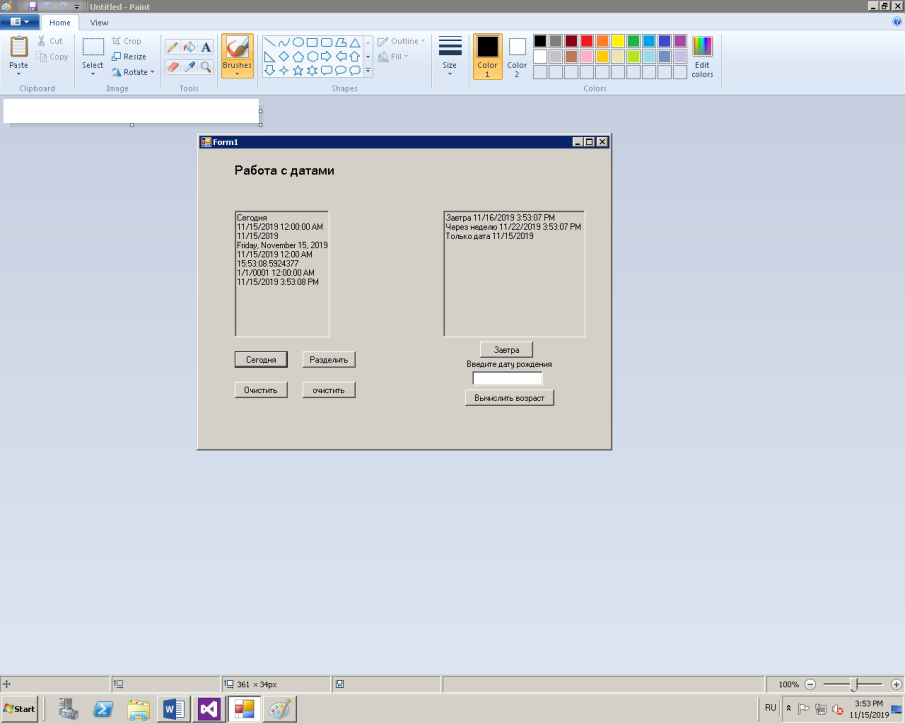 Untitled - Paint
Home
View
Paste
Cut
Copy
Clipboard
Select
Crop
Resize
Rotate
Image
A
Tools
Brushes
Shapes
Outline
Fill
Size
Color 1
Color 2
Edit colors
Colors
Form1
Работа с датами
Сегодня
11/15/2019 12:00:00 AM
11/15/2019
Friday, November 15, 2019
11/15/2019 12:00 AM
15:53:08.5924377
1/1/0001 12:00:00 AM
11/15/2019 3:53:08 PM
Завтра 11/16/2019 3:53:07 PM
Через неделю 11/22/2019 3:53:07 PM
Только дата 11/15/2019
Сегодня
Разделить
Очистить
очистить
Завтра
Введите дату рождения
Вычислить возраст
361 × 34px
100%
Start
RU
3:53 PM
11/15/2019